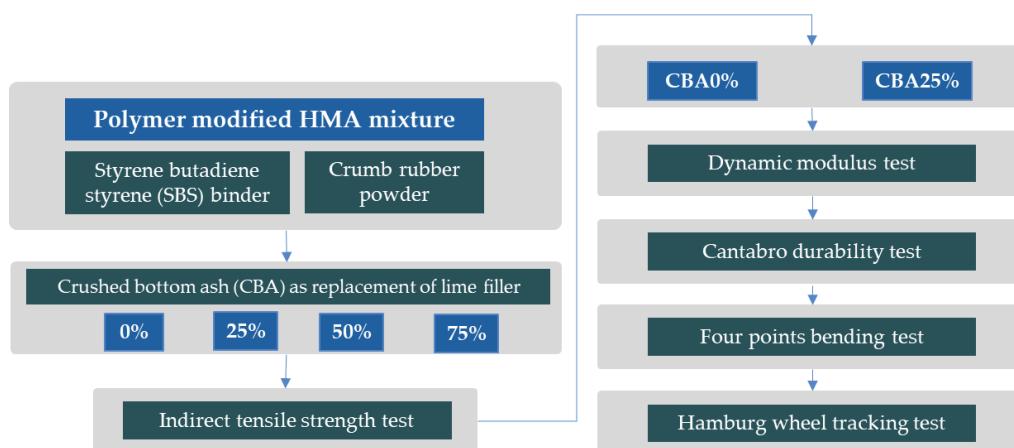 Polymer modified HMA mixture
Styrene butadiene
styrene (SBS) binder
Crumb rubber
powder
Crushed bottom ash (CBA) as replacement of lime filler
0%
25%
50%
75%
Indirect tensile strength test
CBA0%
CBA25%
Dynamic modulus test
Cantabro durability test
Four points bending test
Hamburg wheel tracking test